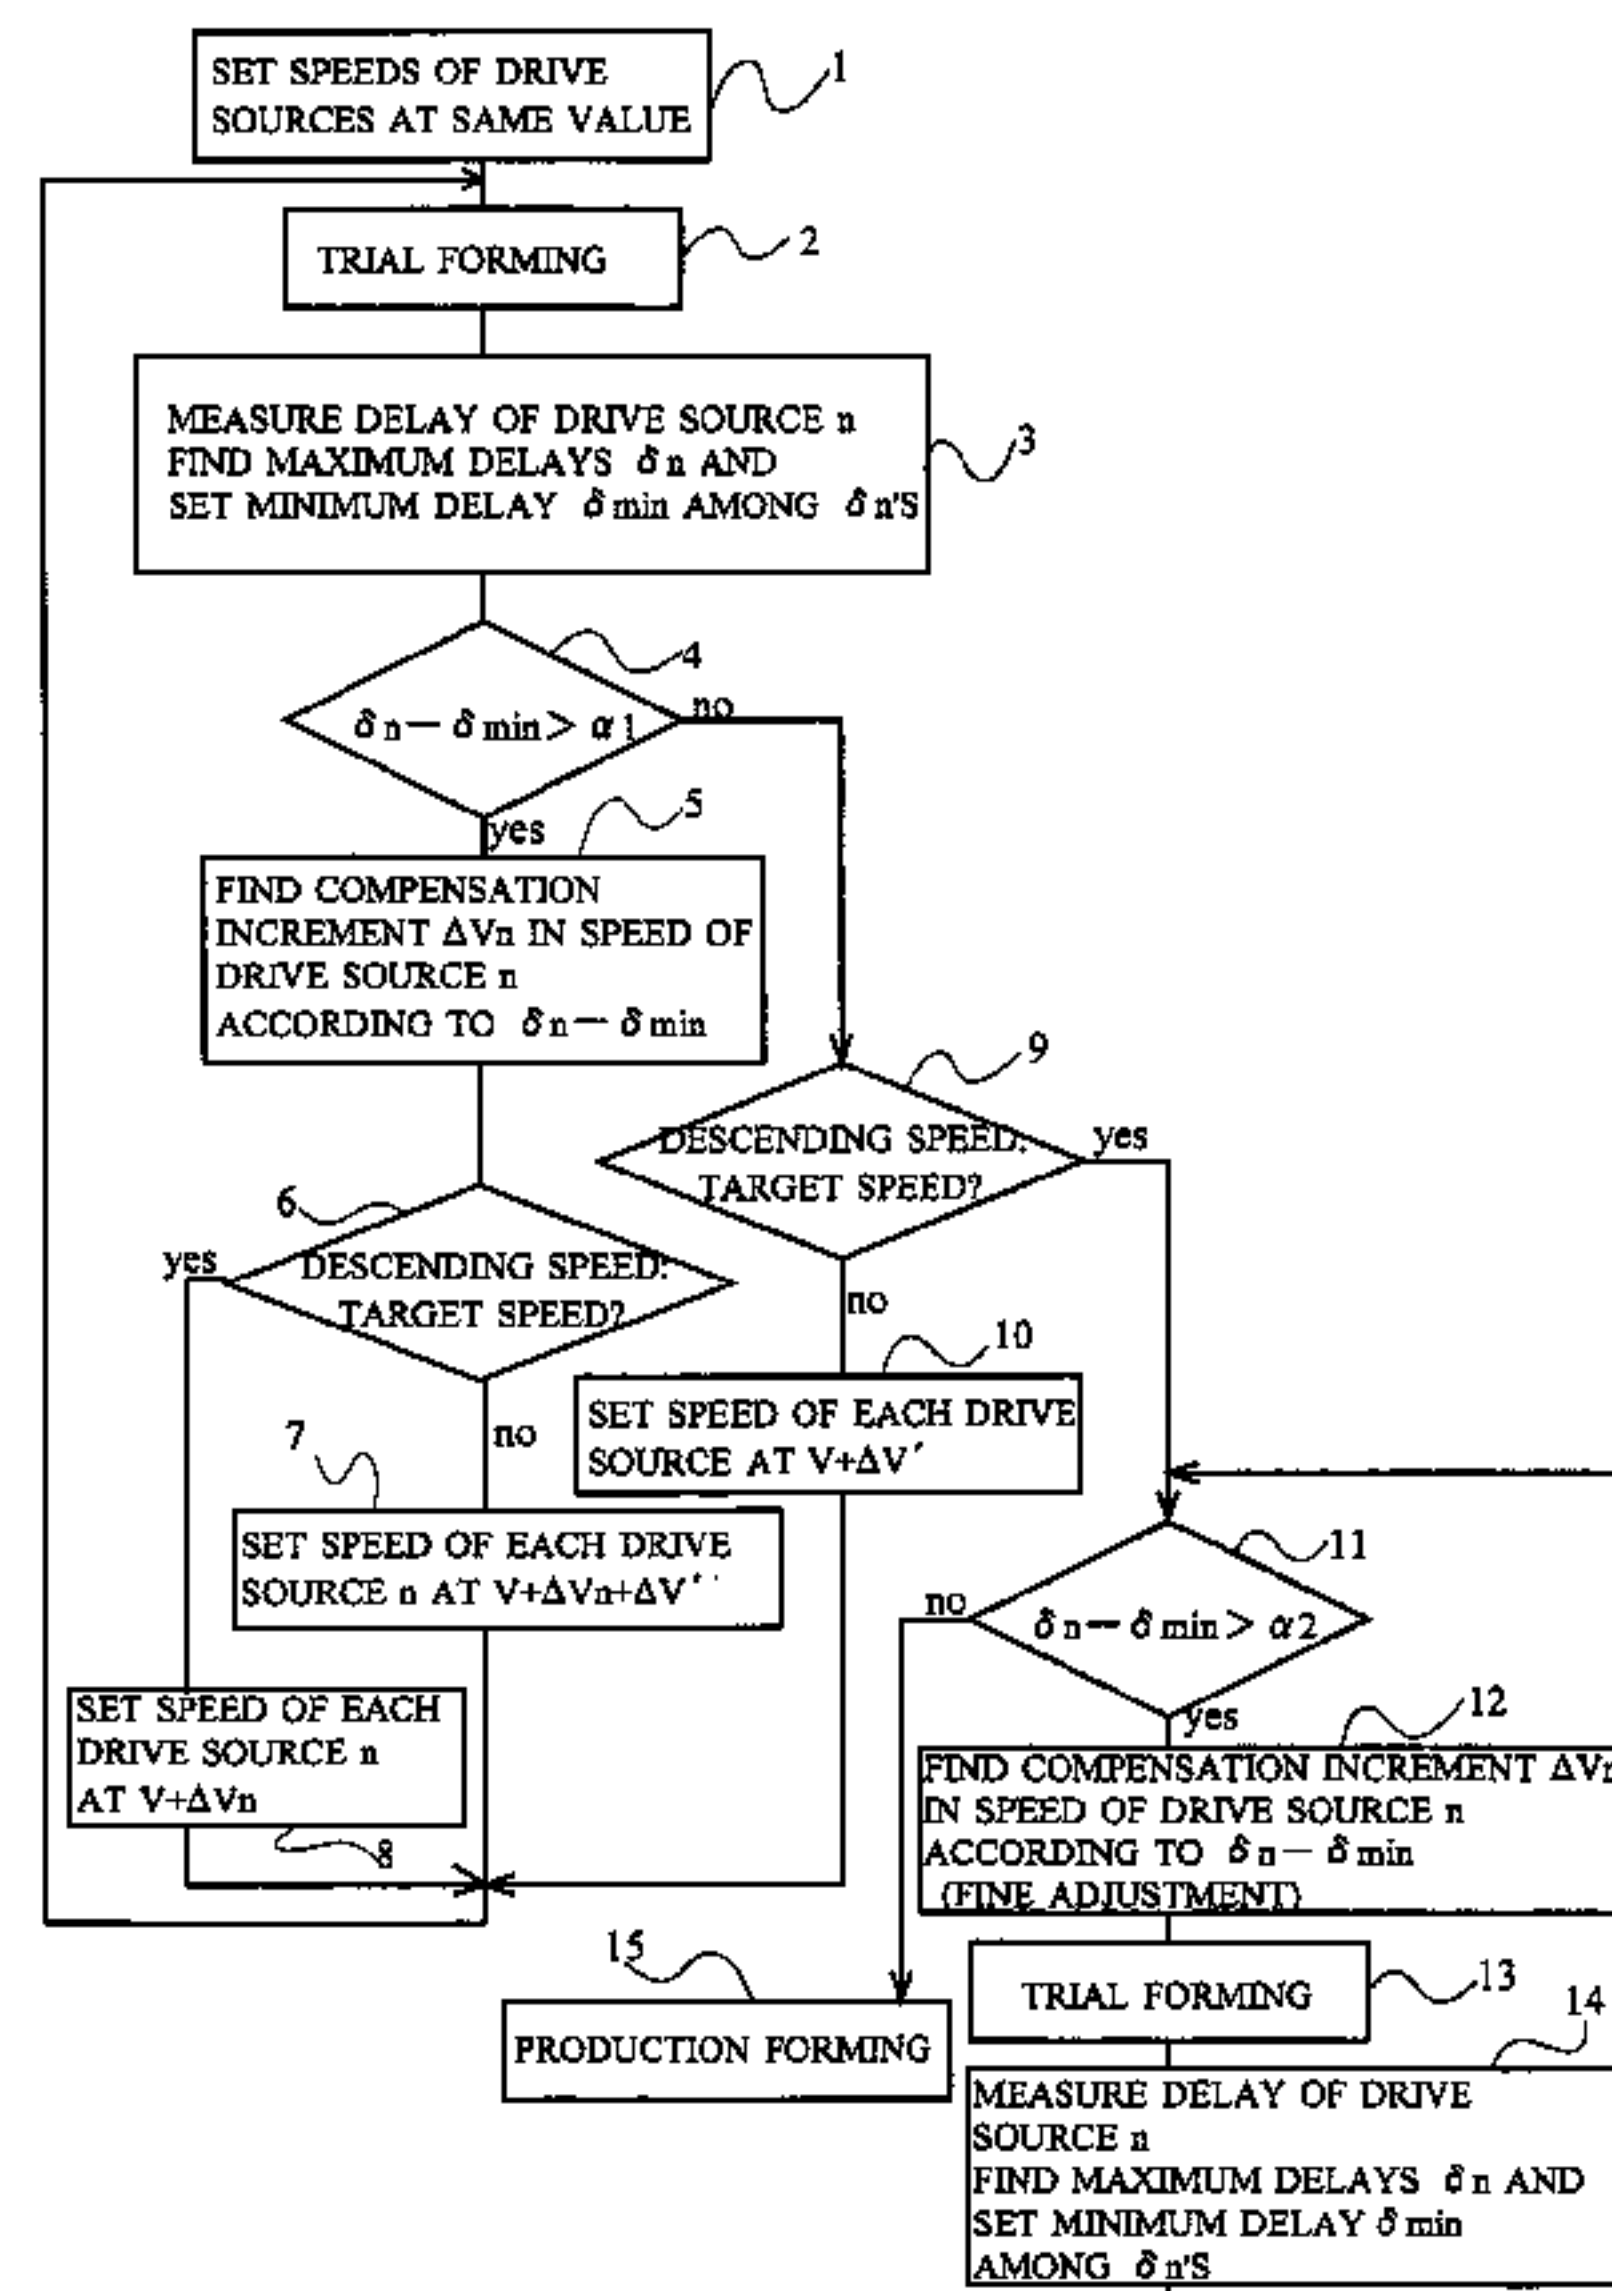 SET SPEEDS OF DRIVE
SOURCES AT SAME VALUE
1
TRIAL FORMING
2
MEASURE DELAY OF DRIVE SOURCE n
FIND MAXIMUM DELAYS δn AND
SET MINIMUM DELAY δmin AMONG δn'S
3
4
δn－δmin＞α1
no
yes
5
FIND COMPENSATION
INCREMENT ΔVn IN SPEED OF
DRIVE SOURCE n
ACCORDING TO δn－δmin
9
DESCENDING SPEED:
TARGET SPEED?
yes
no
6
yes
DESCENDING SPEED:
TARGET SPEED?
no
10
SET SPEED OF EACH DRIVE
SOURCE AT V+ΔV′
7
SET SPEED OF EACH DRIVE
SOURCE n AT V+ΔVn+ΔV′′
11
no
δn－δmin＞α2
yes
SET SPEED OF EACH
DRIVE SOURCE n
AT V+ΔVn
8
12
FIND COMPENSATION INCREMENT ΔVn
IN SPEED OF DRIVE SOURCE n
ACCORDING TO δn－δmin
(FINE ADJUSTMENT)
15
PRODUCTION FORMING
TRIAL FORMING
13
14
MEASURE DELAY OF DRIVE
SOURCE n
FIND MAXIMUM DELAYS δn AND
SET MINIMUM DELAY δmin
AMONG δn'S